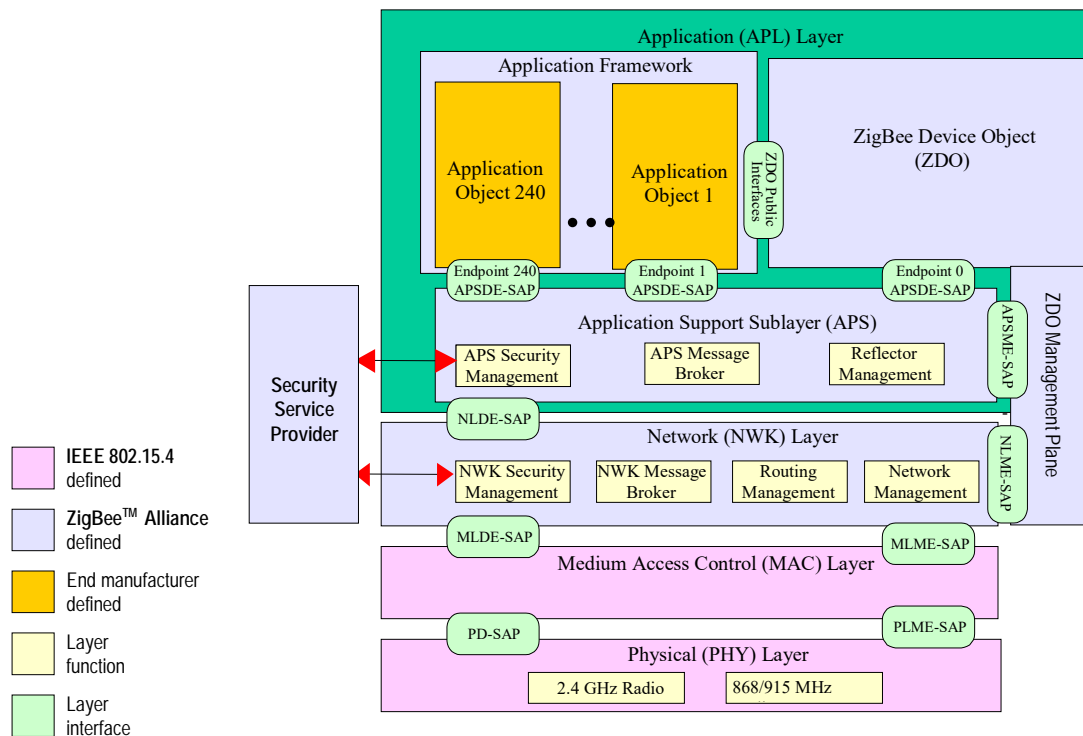 Application (APL) Layer
Application Framework
ZigBee Device Object
(ZDO)
Application
Object 240
Application
Object 1
ZDO Public
Interfaces
Endpoint 240
APSDE-SAP
Endpoint 1
APSDE-SAP
Endpoint 0
APSDE-SAP
Application Support Sublayer (APS)
APS Security
Management
APS Message
Broker
Reflector
Management
APSME-SAP
ZDO Management Plane
Security
Service
Provider
NLDE-SAP
Network (NWK) Layer
NWK Security
Management
NWK Message
Broker
Routing
Management
Network
Management
NLME-SAP
MLDE-SAP
MLME-SAP
Medium Access Control (MAC) Layer
PD-SAP
PLME-SAP
Physical (PHY) Layer
2.4 GHz Radio
868/915 MHz
IEEE 802.15.4
defined
ZigBee™ Alliance
defined
End manufacturer
defined
Layer
function
Layer
interface